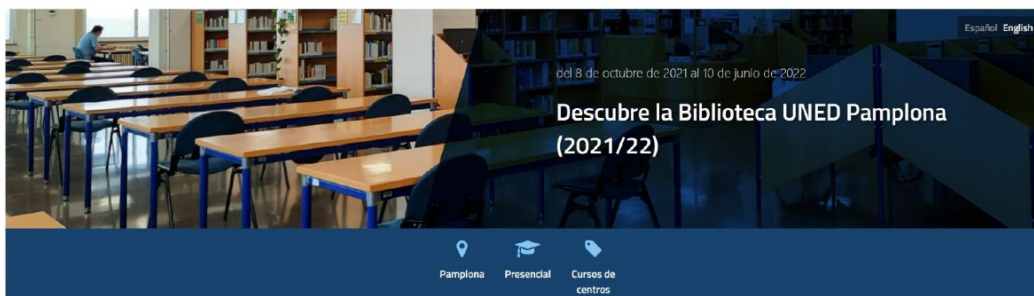 Español English
del 8 de octubre de 2021 al 10 de junio de 2022
Descubre la Biblioteca UNED Pamplona
(2021/22)
Pamplona
Presencial
Cursos de
centros